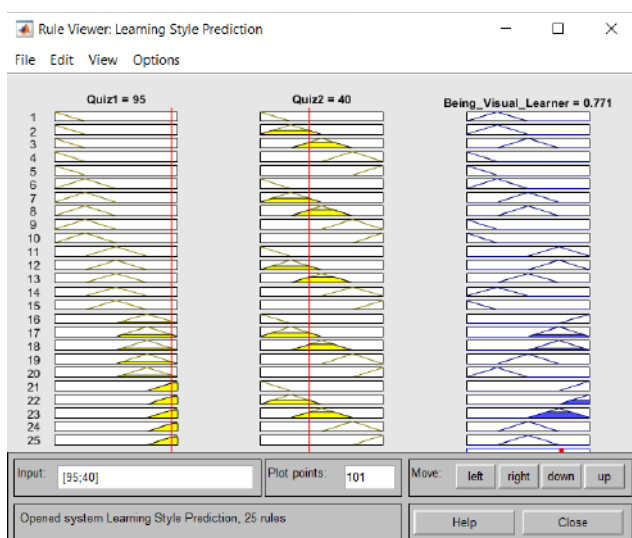 Rule Viewer: Learning Style Prediction
File Edit View Options
Quiz1 = 95
Quiz2 = 40
Being_Visual_Learner = 0.771
1
2
3
4
5
6
7
8
9
10
11
12
13
14
15
16
17
18
19
20
21
22
23
24
25
Input: [95;40]
Plot points: 101
Move: left right down up
Opened system Learning Style Prediction, 25 rules
Help Close